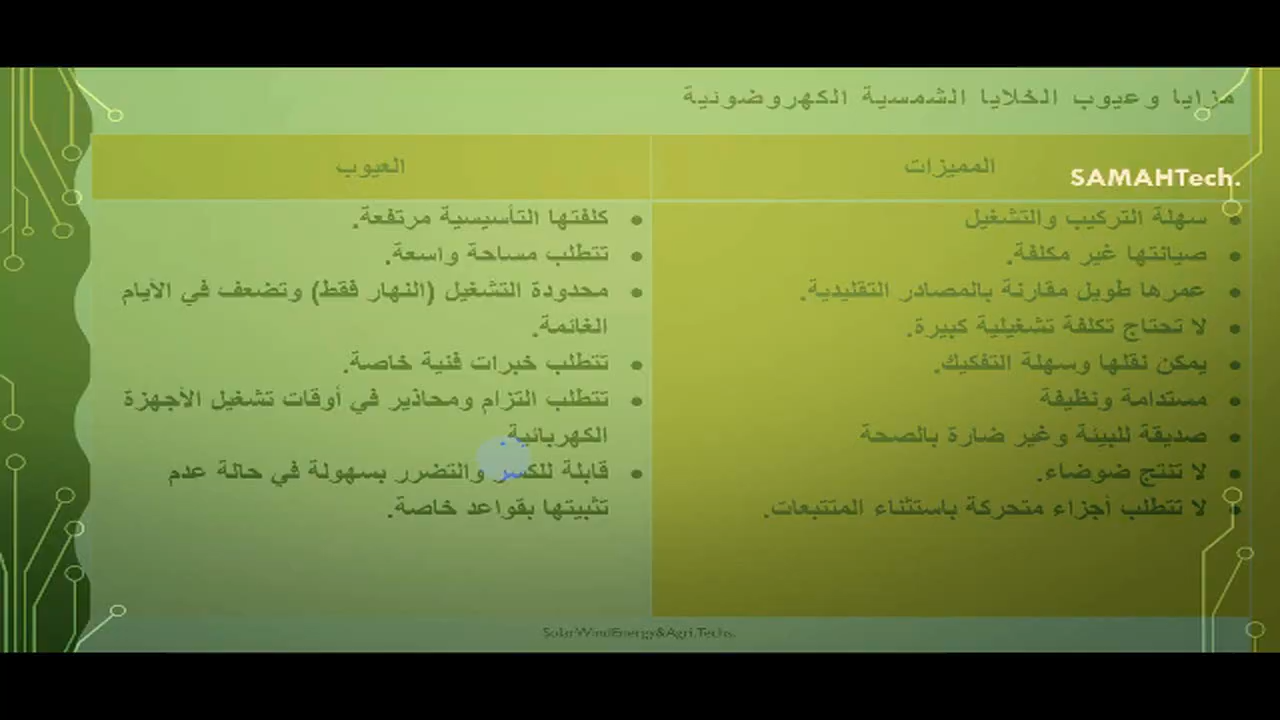 مزايا وعيوب الخلايا الشمسية الكهروضوئية
SAMAHTech.
المميزات
سهلة التركيب والتشغيل
صيانتها غير مكلفة.
عمرها طويل مقارنة بالمصادر التقليدية.
لا تحتاج تكلفة تشغيلية كبيرة.
يمكن نقلها وسهلة التفكيك.
مستدامة ونظيفة
صديقة للبيئة وغير ضارة بالصحة
لا تنتج ضوضاء.
لا تتطلب أجزاء متحركة باستثناء المتتبعات.
العيوب
كلفتها التأسيسية مرتفعة.
تتطلب مساحة واسعة.
محدودة التشغيل (النهار فقط) وتضعف في الأيام
الغائمة.
تتطلب خبرات فنية خاصة.
تتطلب التزام ومحاذير في أوقات تشغيل الأجهزة
الكهربائية.
قابلة للكسر والتضرر بسهولة في حالة عدم
تثبيتها بقواعد خاصة.
SolarWindEnergy&Agri.Techs.